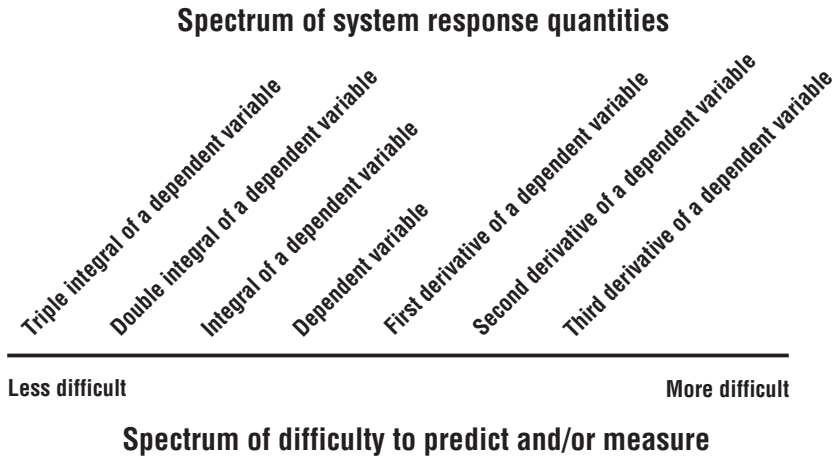 Spectrum of system response quantities
Triple integral of a dependent variable
Double integral of a dependent variable
Integral of a dependent variable
Dependent variable
First derivative of a dependent variable
Second derivative of a dependent variable
Third derivative of a dependent variable
Less difficult
More difficult
Spectrum of difficulty to predict and/or measure